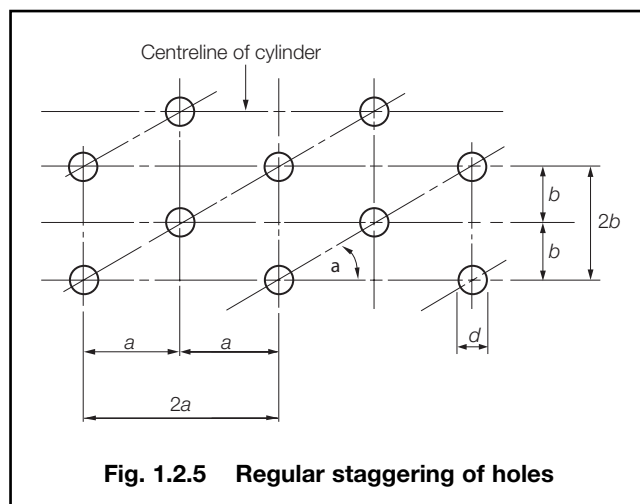 Centreline of cylinder
b
2b
b
a
d
a a
2a
Fig. 1.2.5 Regular staggering of holes